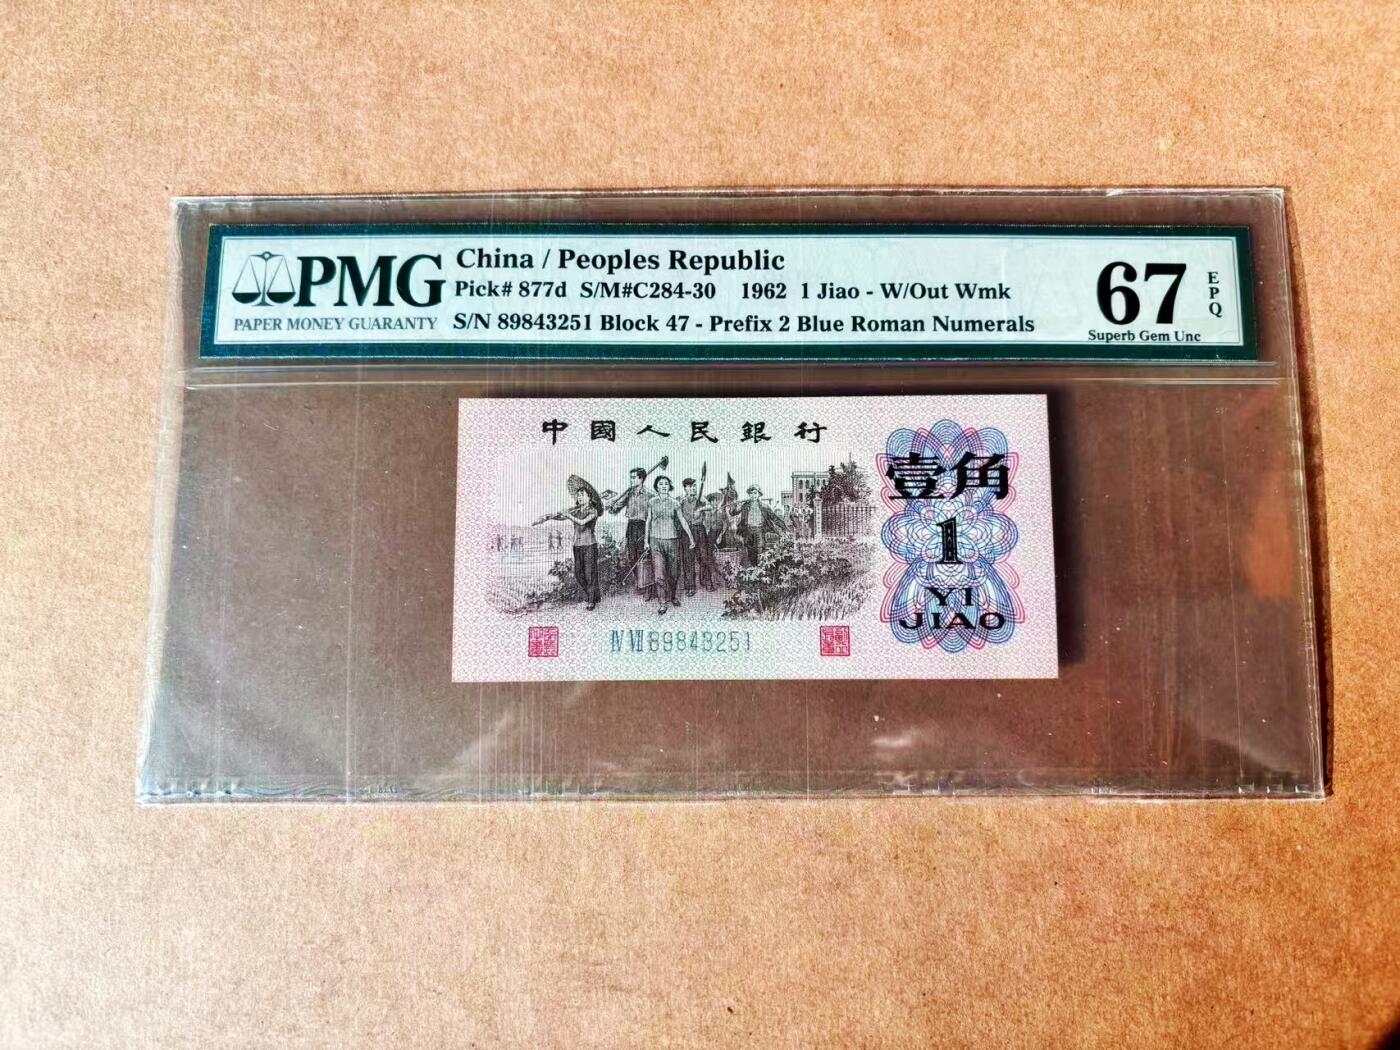 PMG
PAPER MONEY GUARANTY
China / Peoples Republic
Pick# 877d S/M#C284-30 1962 1 Jiao - W/Out Wmk
S/N 89843251 Block 47 - Prefix 2 Blue Roman Numerals
67
EPQ
Superb Gem Unc
中國人民銀行
壹角
1
YI
JIAO
IV VII 89843251